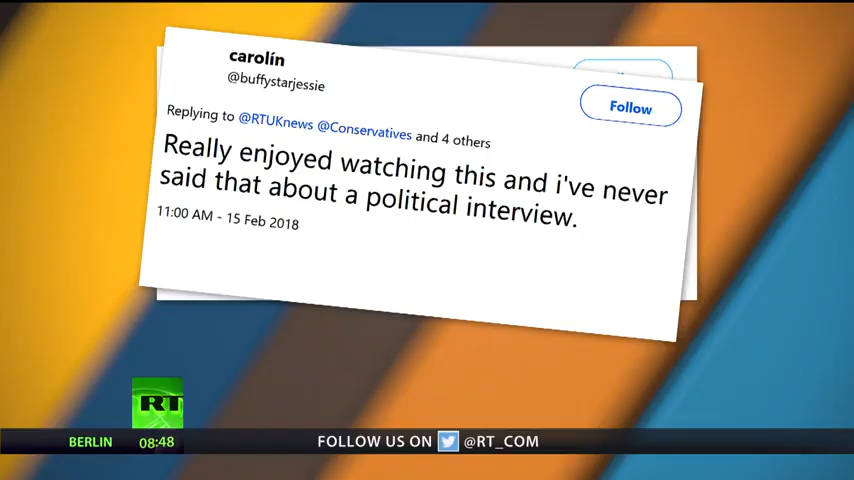 carolín
@buffystarjessie
Follow
Replying to @RTUKnews @Conservatives and 4 others
Really enjoyed watching this and i've never
said that about a political interview.
11:00 AM - 15 Feb 2018
RT
BERLIN 08:48 FOLLOW US ON @RT_COM